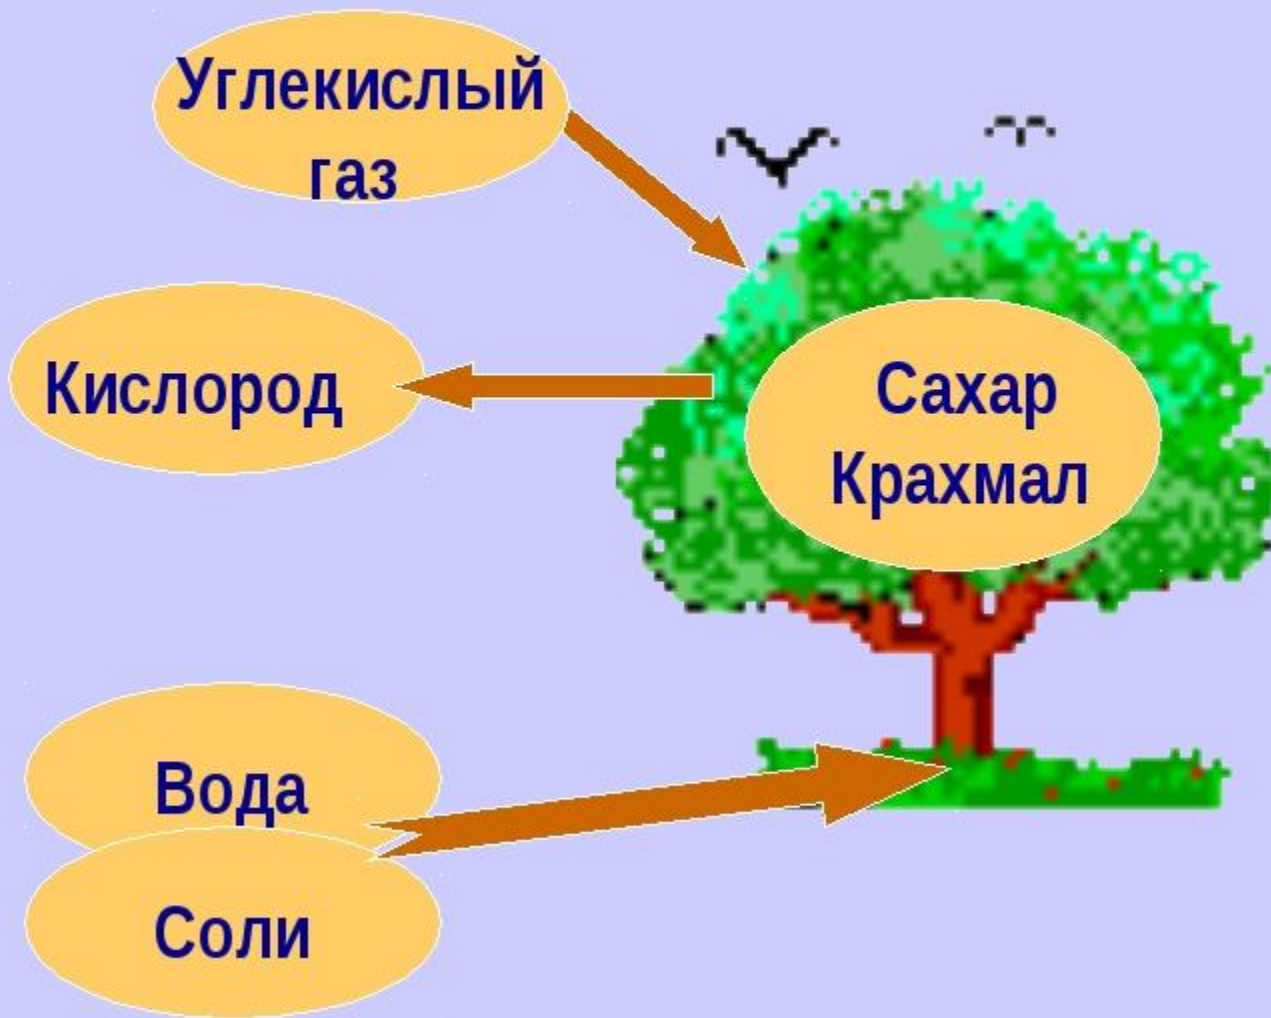 Углекислый
газ
Кислород
Сахар
Крахмал
Вода
Соли